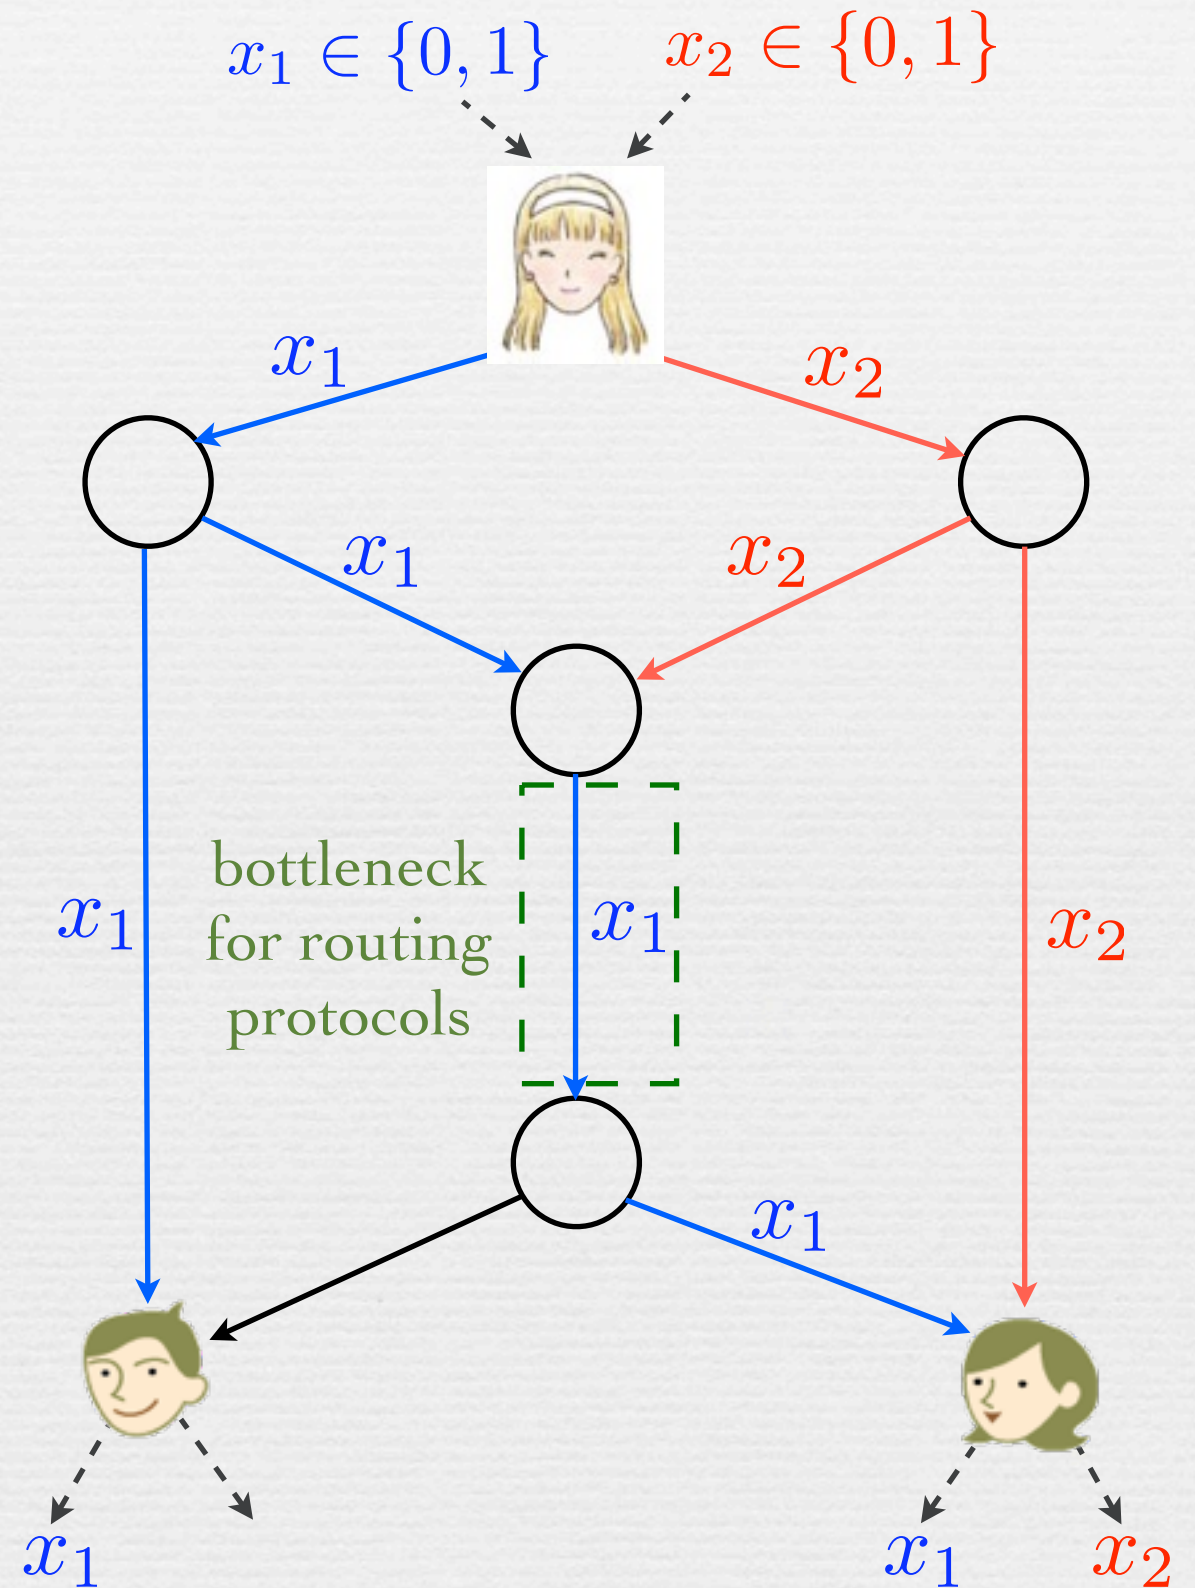 x₁ ∈ {0, 1}
x₂ ∈ {0, 1}
x₁
x₂
x₁
x₂
bottleneck
for routing
protocols
x₁
x₁
x₂
x₁
x₁
x₁
x₂